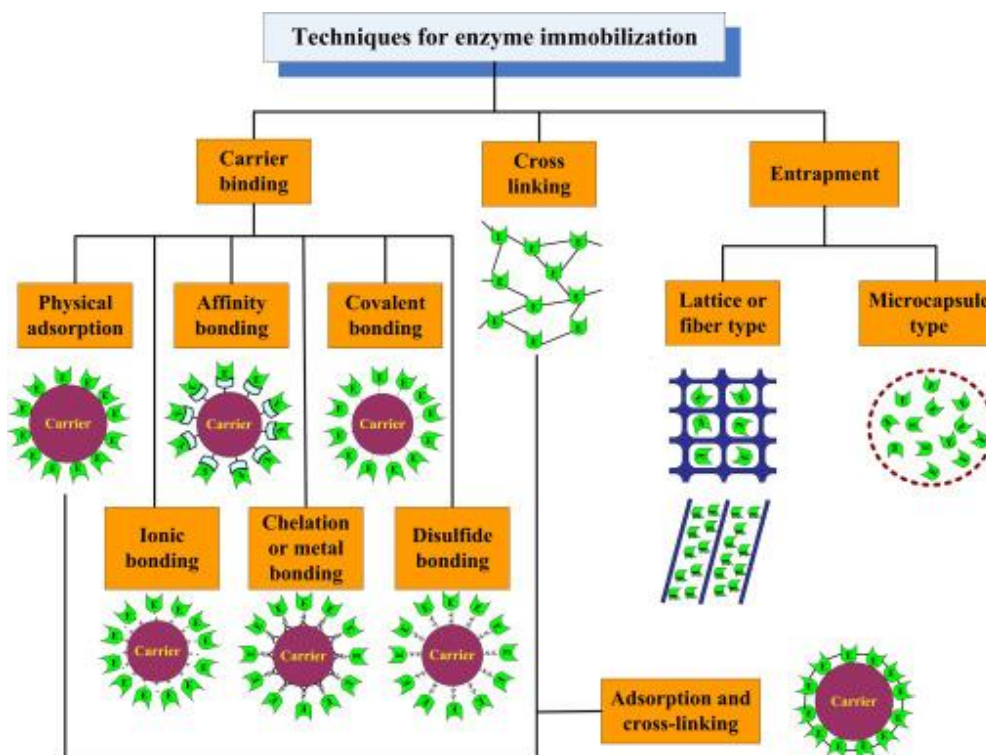 Techniques for enzyme immobilization
Carrier
binding
Cross
linking
Entrapment
Physical
adsorption
Affinity
bonding
Covalent
bonding
Lattice or
fiber type
Microcapsule
type
Carrier
Carrier
Carrier
Ionic
bonding
Chelation
or metal
bonding
Disulfide
bonding
Carrier
Carrier
Carrier
Adsorption and
cross-linking
Carrier